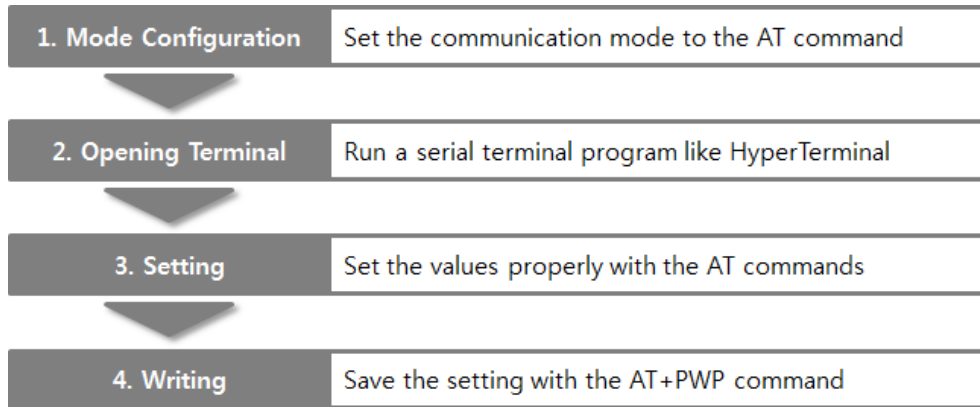 1. Mode Configuration
Set the communication mode to the AT command
2. Opening Terminal
Run a serial terminal program like HyperTerminal
3. Setting
Set the values properly with the AT commands
4. Writing
Save the setting with the AT+PWP command